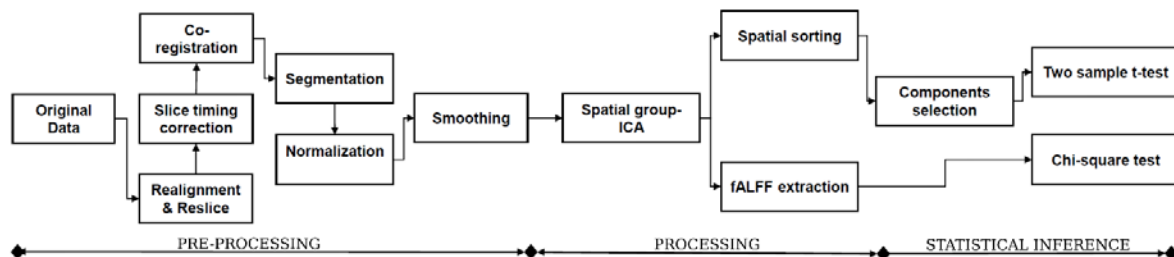 Original
Data
Realignment
& Reslice
Slice timing
correction
Co-
registration
Segmentation
Normalization
Smoothing
Spatial group-
ICA
Spatial sorting
fALFF extraction
Components
selection
Two sample t-test
Chi-square test
PRE-PROCESSING
PROCESSING
STATISTICAL INFERENCE